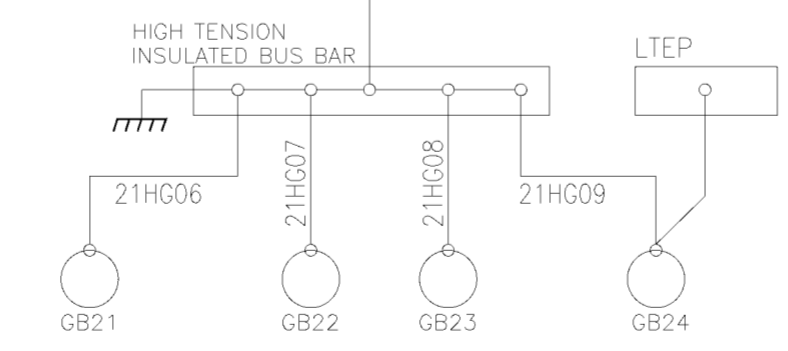 HIGH TENSION
INSULATED BUS BAR
LTEP
21HG06
21HG07
21HG08
21HG09
GB21
GB22
GB23
GB24